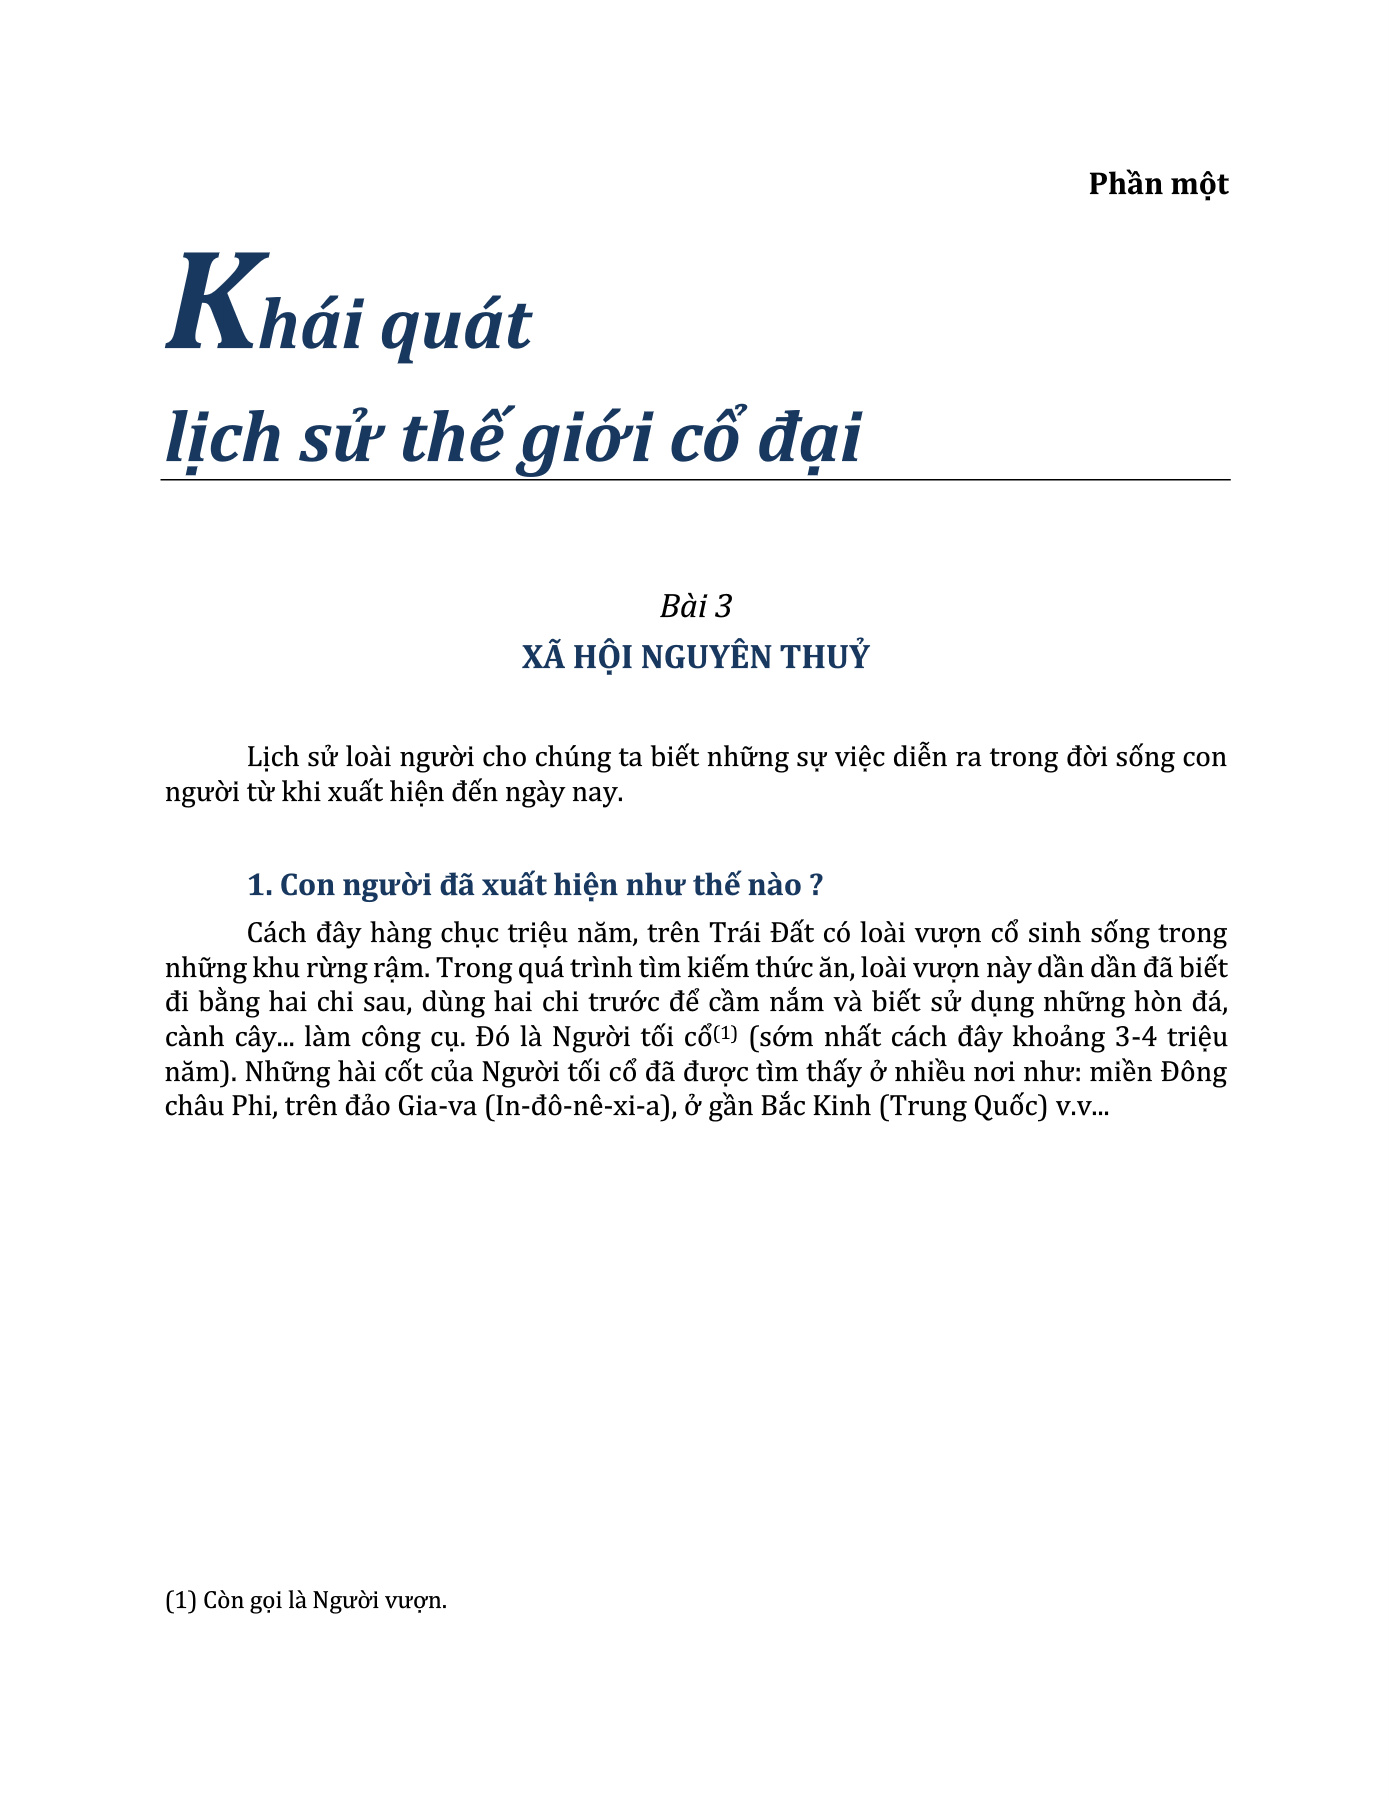 Phần một
Khái quát
lịch sử thế giới cổ đại
Bài 3
XÃ HỘI NGUYÊN THUỶ
Lịch sử loài người cho chúng ta biết những sự việc diễn ra trong đời sống con
người từ khi xuất hiện đến ngày nay.
1. Con người đã xuất hiện như thế nào ?
Cách đây hàng chục triệu năm, trên Trái Đất có loài vượn cổ sinh sống trong
những khu rừng rậm. Trong quá trình tìm kiếm thức ăn, loài vượn này dần dần đã biết
đi bằng hai chi sau, dùng hai chi trước để cầm nắm và biết sử dụng những hòn đá,
cành cây... làm công cụ. Đó là Người tối cổ(1) (sớm nhất cách đây khoảng 3-4 triệu
năm). Những hài cốt của Người tối cổ đã được tìm thấy ở nhiều nơi như: miền Đông
châu Phi, trên đảo Gia-va (In-đô-nê-xi-a), ở gần Bắc Kinh (Trung Quốc) v.v...
(1) Còn gọi là Người vượn.